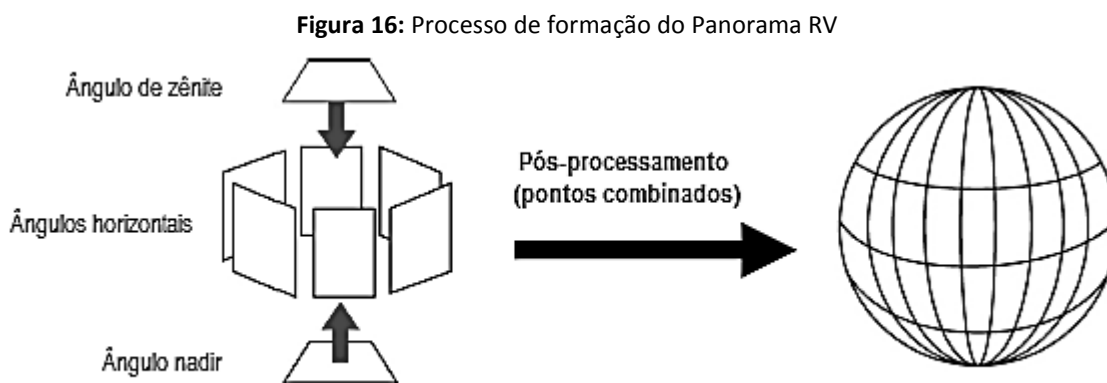 Figura 16: Processo de formação do Panorama RV
Ângulo de zênite
Pós-processamento
(pontos combinados)
Ângulos horizontais
Ângulo nadir